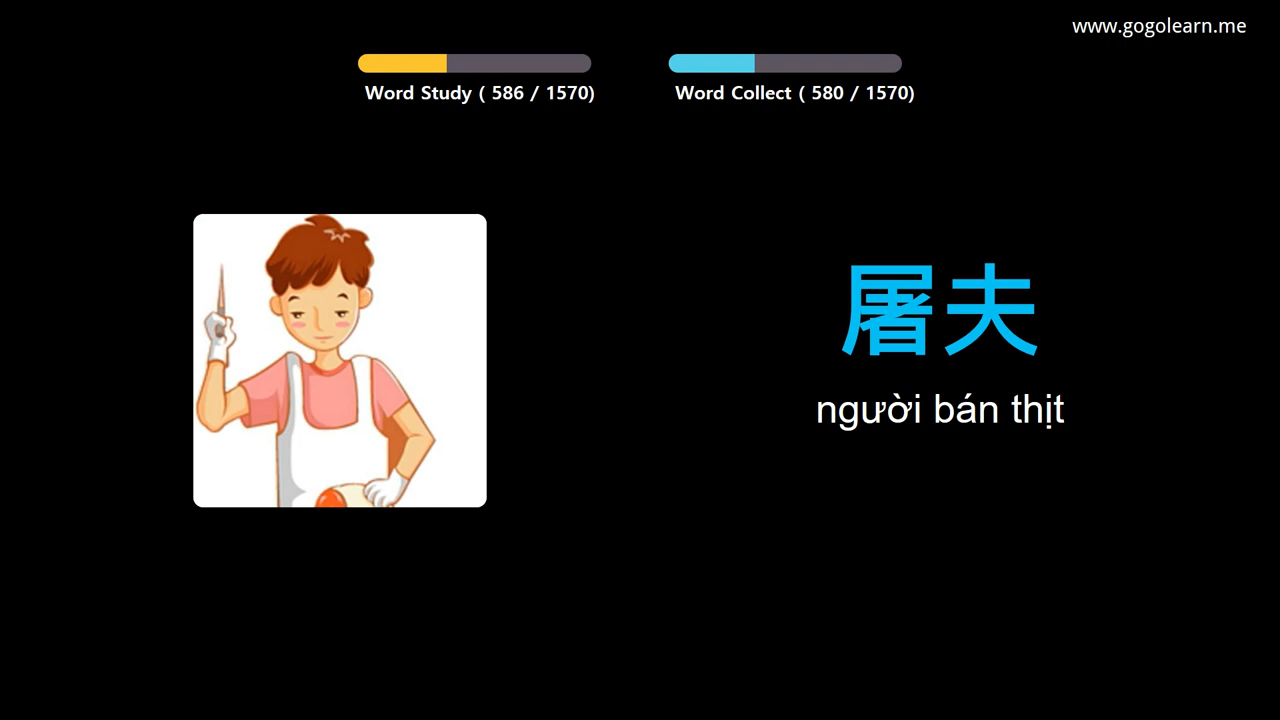 www.gogolearn.me
Word Study ( 586 / 1570)
Word Collect ( 580 / 1570)
屠夫
người bán thịt